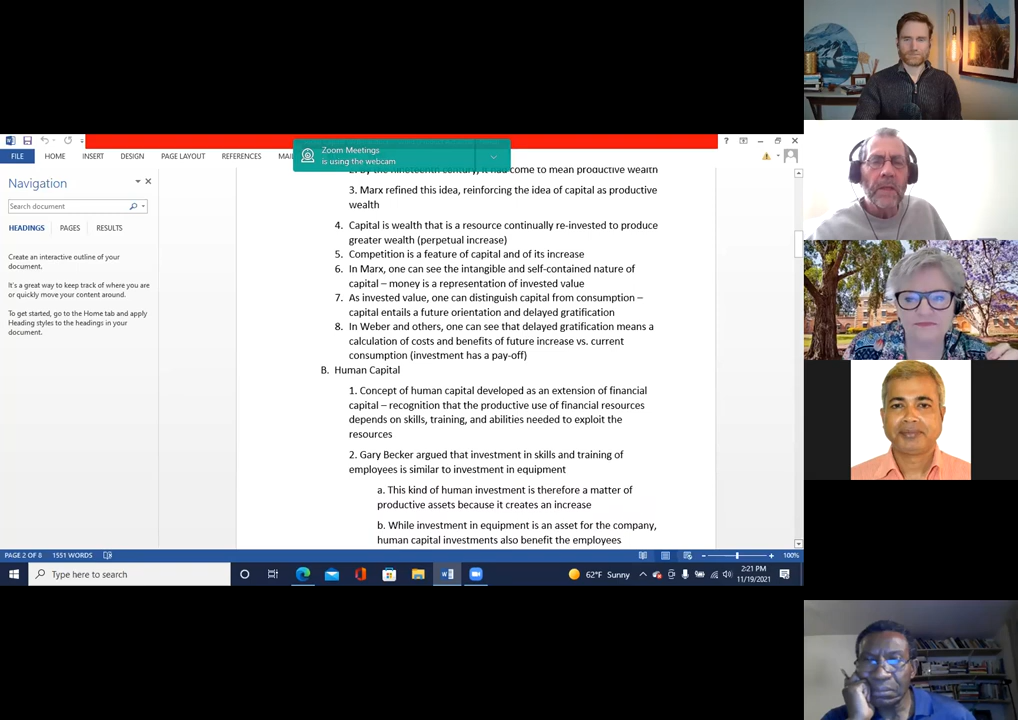 FILE HOME INSERT DESIGN PAGE LAYOUT REFERENCES MAI
Zoom Meetings
is using the webcam
Navigation
Search document
HEADINGS PAGES RESULTS
Create an interactive outline of your
document.
It's a great way to keep track of where you are
or quickly move your content around.
To get started, go to the Home tab and apply
Heading styles to the headings in your
document.
2. By the nineteenth century, it had come to mean productive wealth
3. Marx refined this idea, reinforcing the idea of capital as productive
wealth
4. Capital is wealth that is a resource continually re-invested to produce
greater wealth (perpetual increase)
5. Competition is a feature of capital and of its increase
6. In Marx, one can see the intangible and self-contained nature of
capital – money is a representation of invested value
7. As invested value, one can distinguish capital from consumption –
capital entails a future orientation and delayed gratification
8. In Weber and others, one can see that delayed gratification means a
calculation of costs and benefits of future increase vs. current
consumption (investment has a pay-off)
B. Human Capital
1. Concept of human capital developed as an extension of financial
capital – recognition that the productive use of financial resources
depends on skills, training, and abilities needed to exploit the
resources
2. Gary Becker argued that investment in skills and training of
employees is similar to investment in equipment
a. This kind of human investment is therefore a matter of
productive assets because it creates an increase
b. While investment in equipment is an asset for the company,
human capital investments also benefit the employees
PAGE 2 OF 8 1551 WORDS 100%
Type here to search
62°F Sunny
2:21 PM
11/19/2021